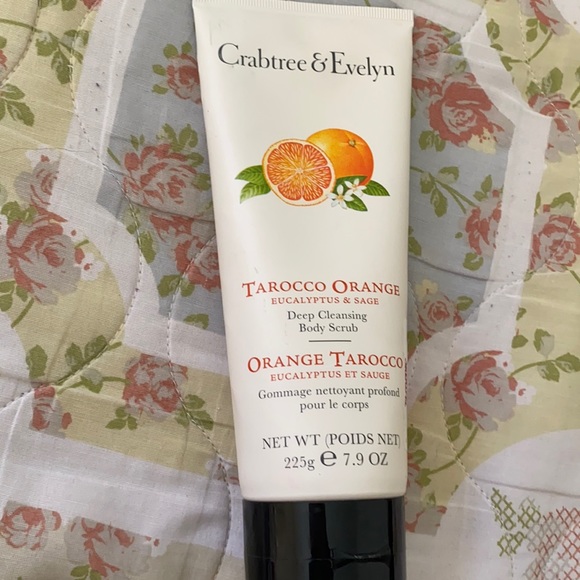 Crabtree & Evelyn
TAROCCO ORANGE
EUCALYPTUS & SAGE
Deep Cleansing
Body Scrub
ORANGE TAROCCO
EUCALYPTUS ET SAUGE
Gommage nettoyant profond
pour le corps
NET WT (POIDS NET)
225g ℮ 7.9 OZ